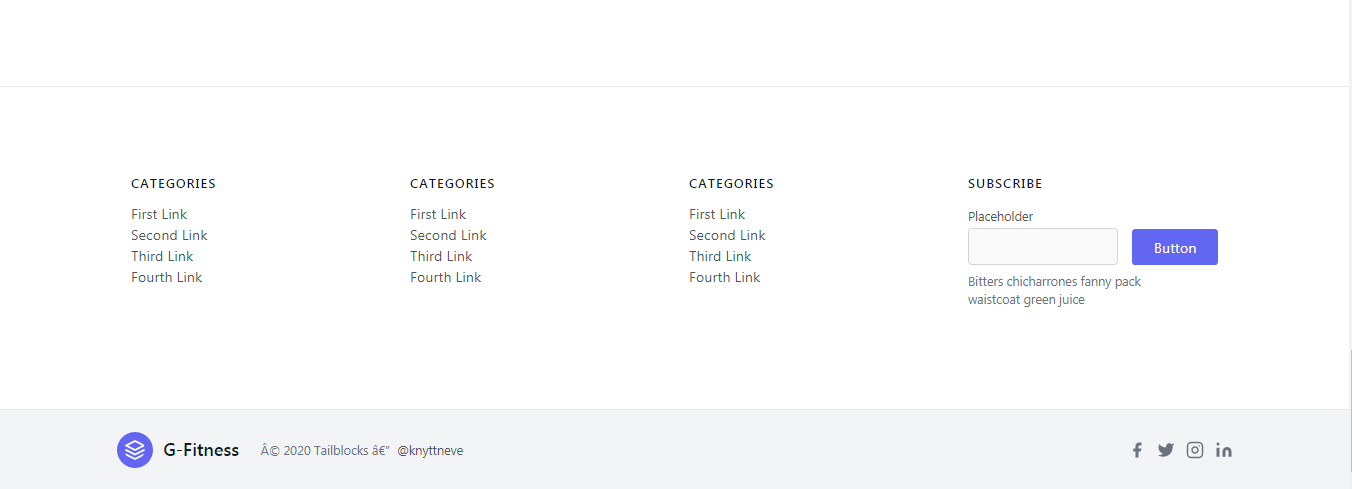 CATEGORIES
First Link
Second Link
Third Link
Fourth Link
CATEGORIES
First Link
Second Link
Third Link
Fourth Link
CATEGORIES
First Link
Second Link
Third Link
Fourth Link
SUBSCRIBE
Placeholder
Button
Bitters chicharrones fanny pack
waistcoat green juice
G-Fitness
© 2020 Tailblocks â€” @knyttneve